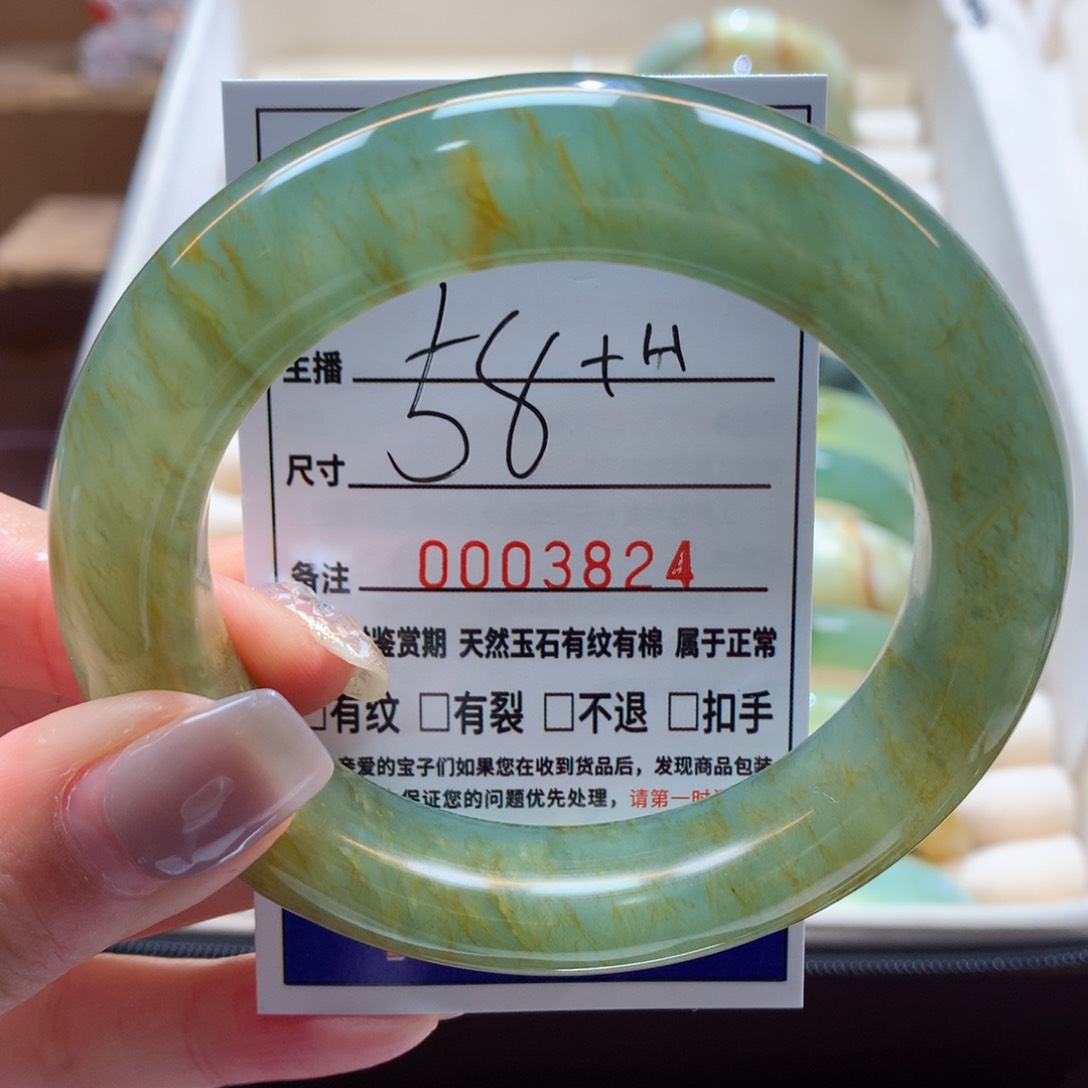 主播 58+H
尺寸
备注 0003824
鉴赏期 天然玉石有纹有棉 属于正常
□有纹 □有裂 □不退 □扣手
亲爱的宝子们如果您在收到货品后，发现商品包装
保证您的问题优先处理，请第一时